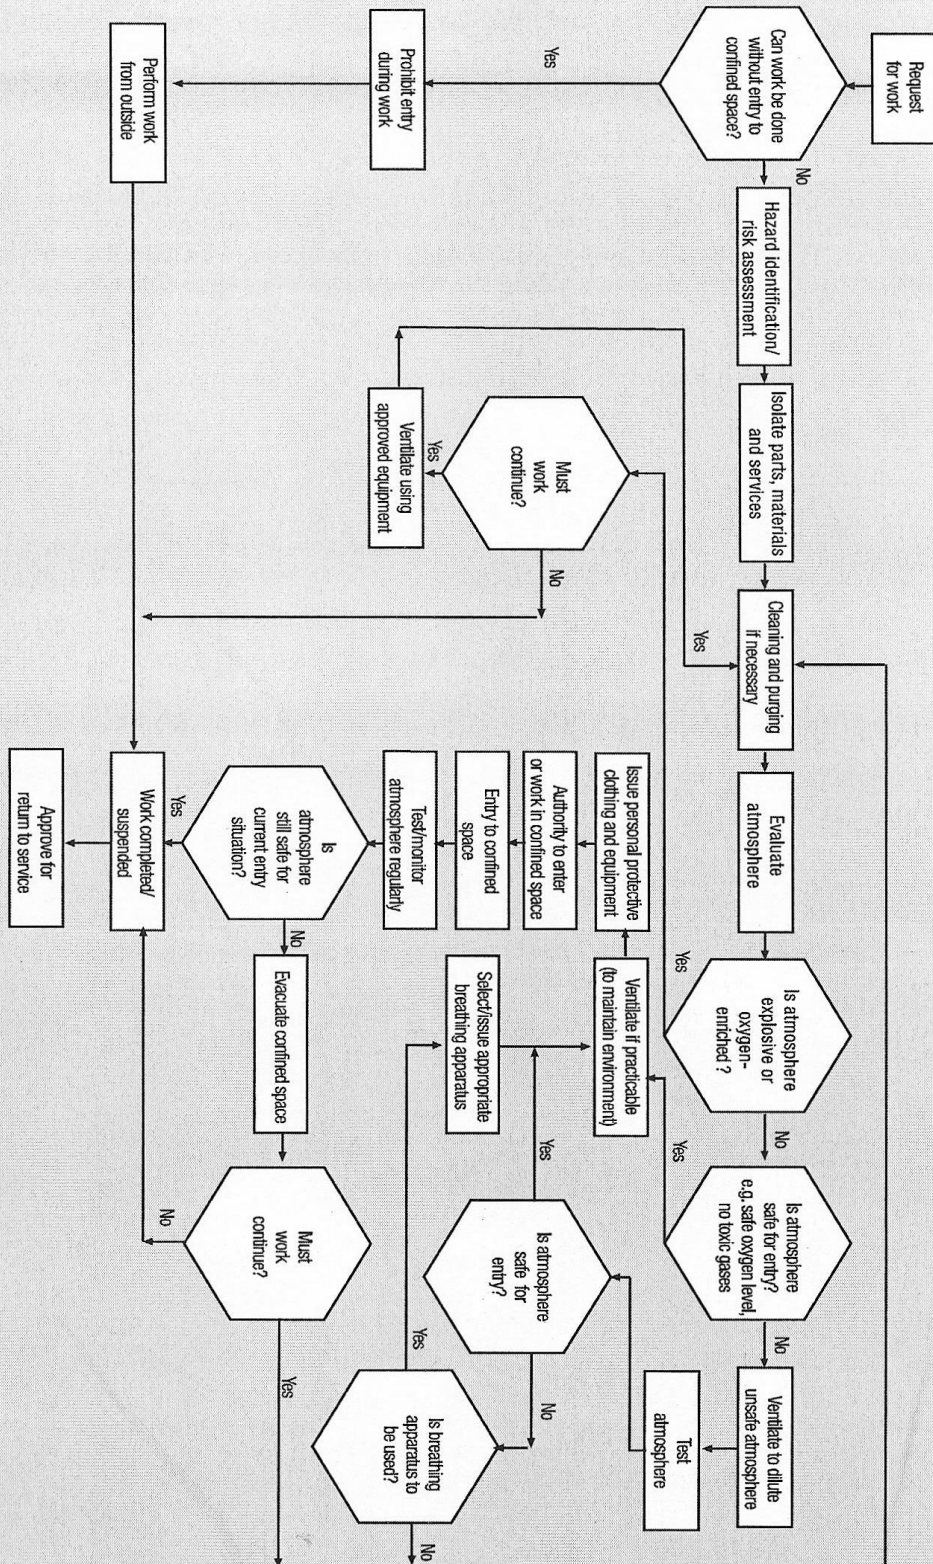 Request
for work
Can work be done
without entry to
confined space?
Yes
Prohibit entry
during work
Perform work
from outside
No
Hazard identification/
risk assessment
Isolate parts, materials
and services
Cleaning and purging
if necessary
Evaluate
atmosphere
Is atmosphere
explosive or
oxygen-
enriched ?
Yes
Must
work
continue?
Yes
Ventilate using
approved equipment
Yes
No
No
Is atmosphere
safe for entry?
e.g. safe oxygen level,
no toxic gases
Yes
No
Ventilate to dilute
unsafe atmosphere
Test
atmosphere
Is atmosphere
safe for
entry?
Yes
No
Is breathing
apparatus to
be used?
Yes
No
Select/issue appropriate
breathing apparatus
Ventilate if practicable
(to maintain environment)
Issue personal protective
clothing and equipment
Authority to enter
or work in confined space
Entry to confined
space
Test/monitor
atmosphere regularly
Is
atmosphere
still safe for
current entry
situation?
Yes
Work completed/
suspended
Approve for
return to service
No
Evacuate confined space
Must
work
continue?
No
Yes